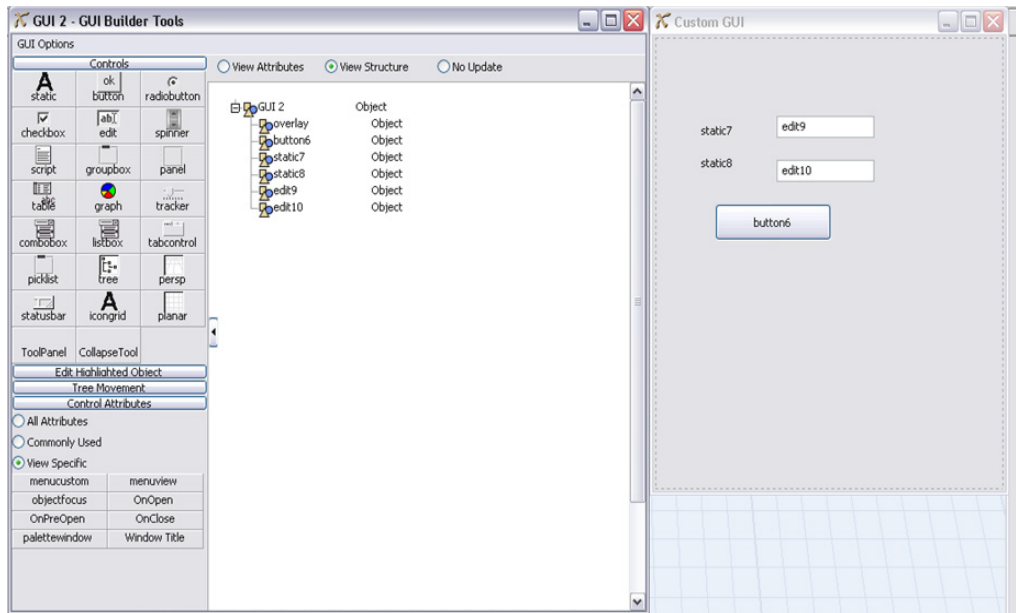 GUI 2 - GUI Builder Tools
GUI Options
Controls
static
ok
button
radiobutton
checkbox
ab
edit
spinner
script
groupbox
panel
table
abc
graph
tracker
combobox
listbox
tabcontrol
picklist
tree
persp
statusbar
icongrid
planar
ToolPanel
CollapseTool
Edit Highlighted Object
Tree Movement
Control Attributes
All Attributes
Commonly Used
View Specific
menucustom
menuview
objectfocus
OnOpen
OnPreOpen
OnClose
palettewindow
Window Title
View Attributes
View Structure
No Update
GUI 2 Object
overlay Object
button6 Object
static7 Object
static8 Object
edit9 Object
edit10 Object
Custom GUI
static7 edit9
static8 edit10
button6